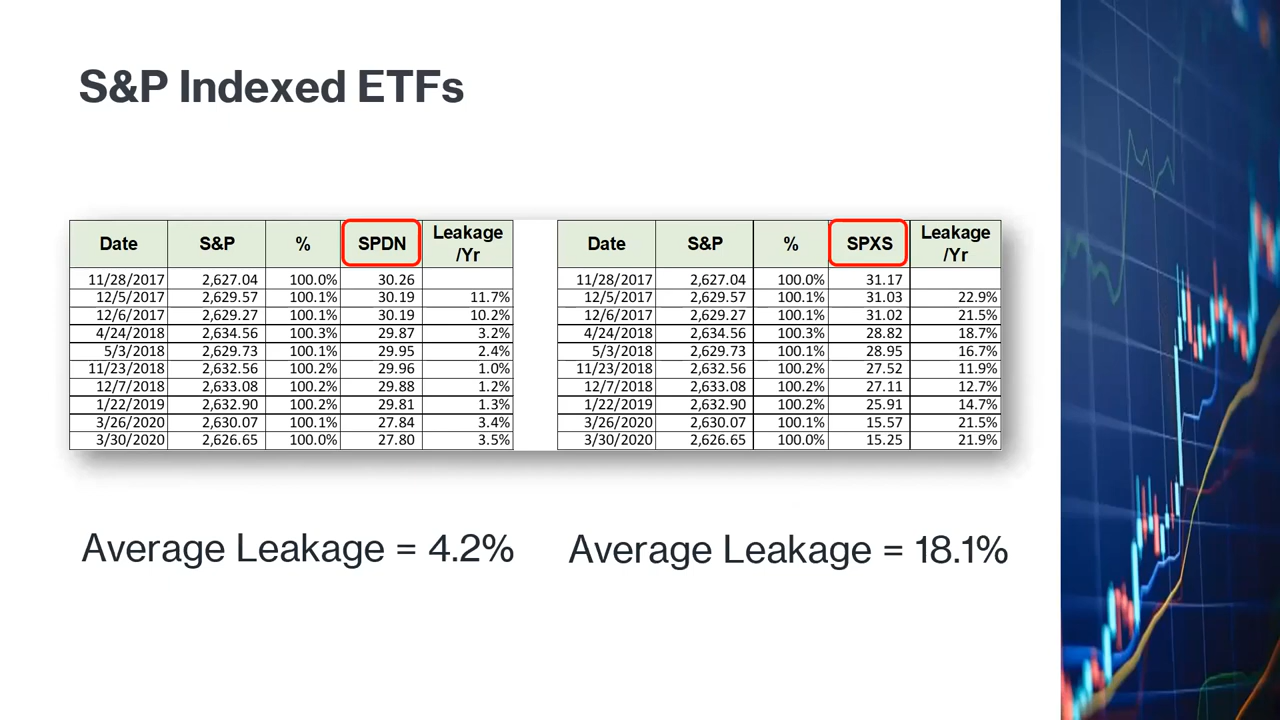 S&P Indexed ETFs
Date S&P % SPDN Leakage /Yr
11/28/2017 2,627.04 100.0% 30.26
12/5/2017 2,629.57 100.1% 30.19 11.7%
12/6/2017 2,629.27 100.1% 30.19 10.2%
4/24/2018 2,634.56 100.3% 29.87 3.2%
5/3/2018 2,629.73 100.1% 29.95 2.4%
11/23/2018 2,632.56 100.2% 29.96 1.0%
12/7/2018 2,633.08 100.2% 29.88 1.2%
1/22/2019 2,632.90 100.2% 29.81 1.3%
3/26/2020 2,630.07 100.1% 27.84 3.4%
3/30/2020 2,626.65 100.0% 27.80 3.5%
Date S&P % SPXS Leakage /Yr
11/28/2017 2,627.04 100.0% 31.17
12/5/2017 2,629.57 100.1% 31.03 22.9%
12/6/2017 2,629.27 100.1% 31.02 21.5%
4/24/2018 2,634.56 100.3% 28.82 18.7%
5/3/2018 2,629.73 100.1% 28.95 16.7%
11/23/2018 2,632.56 100.2% 27.52 11.9%
12/7/2018 2,633.08 100.2% 27.11 12.7%
1/22/2019 2,632.90 100.2% 25.91 14.7%
3/26/2020 2,630.07 100.1% 15.57 21.5%
3/30/2020 2,626.65 100.0% 15.25 21.9%
Average Leakage = 4.2%
Average Leakage = 18.1%